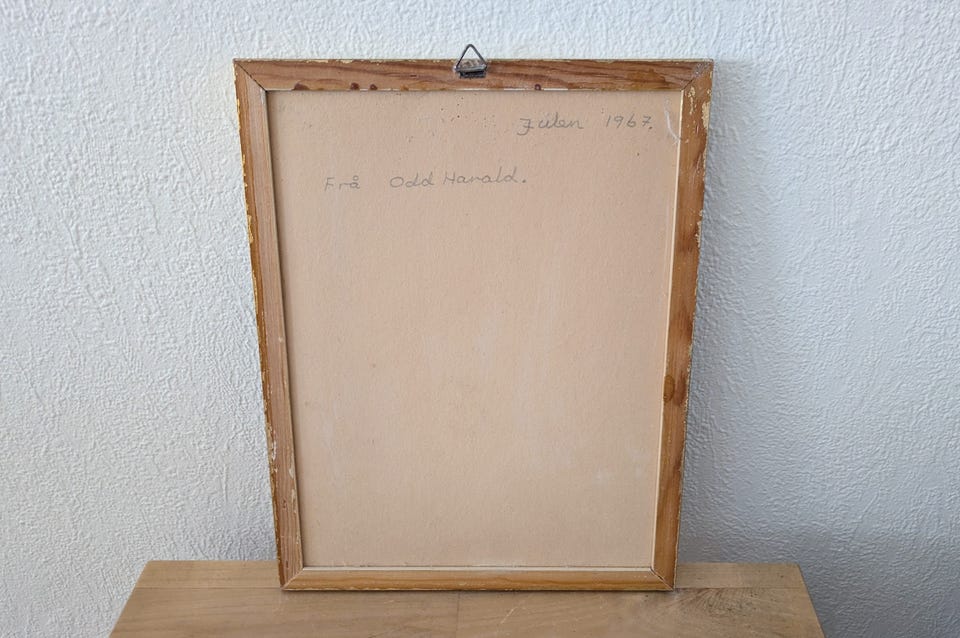 Julen 1967.
Frå Odd Harald.